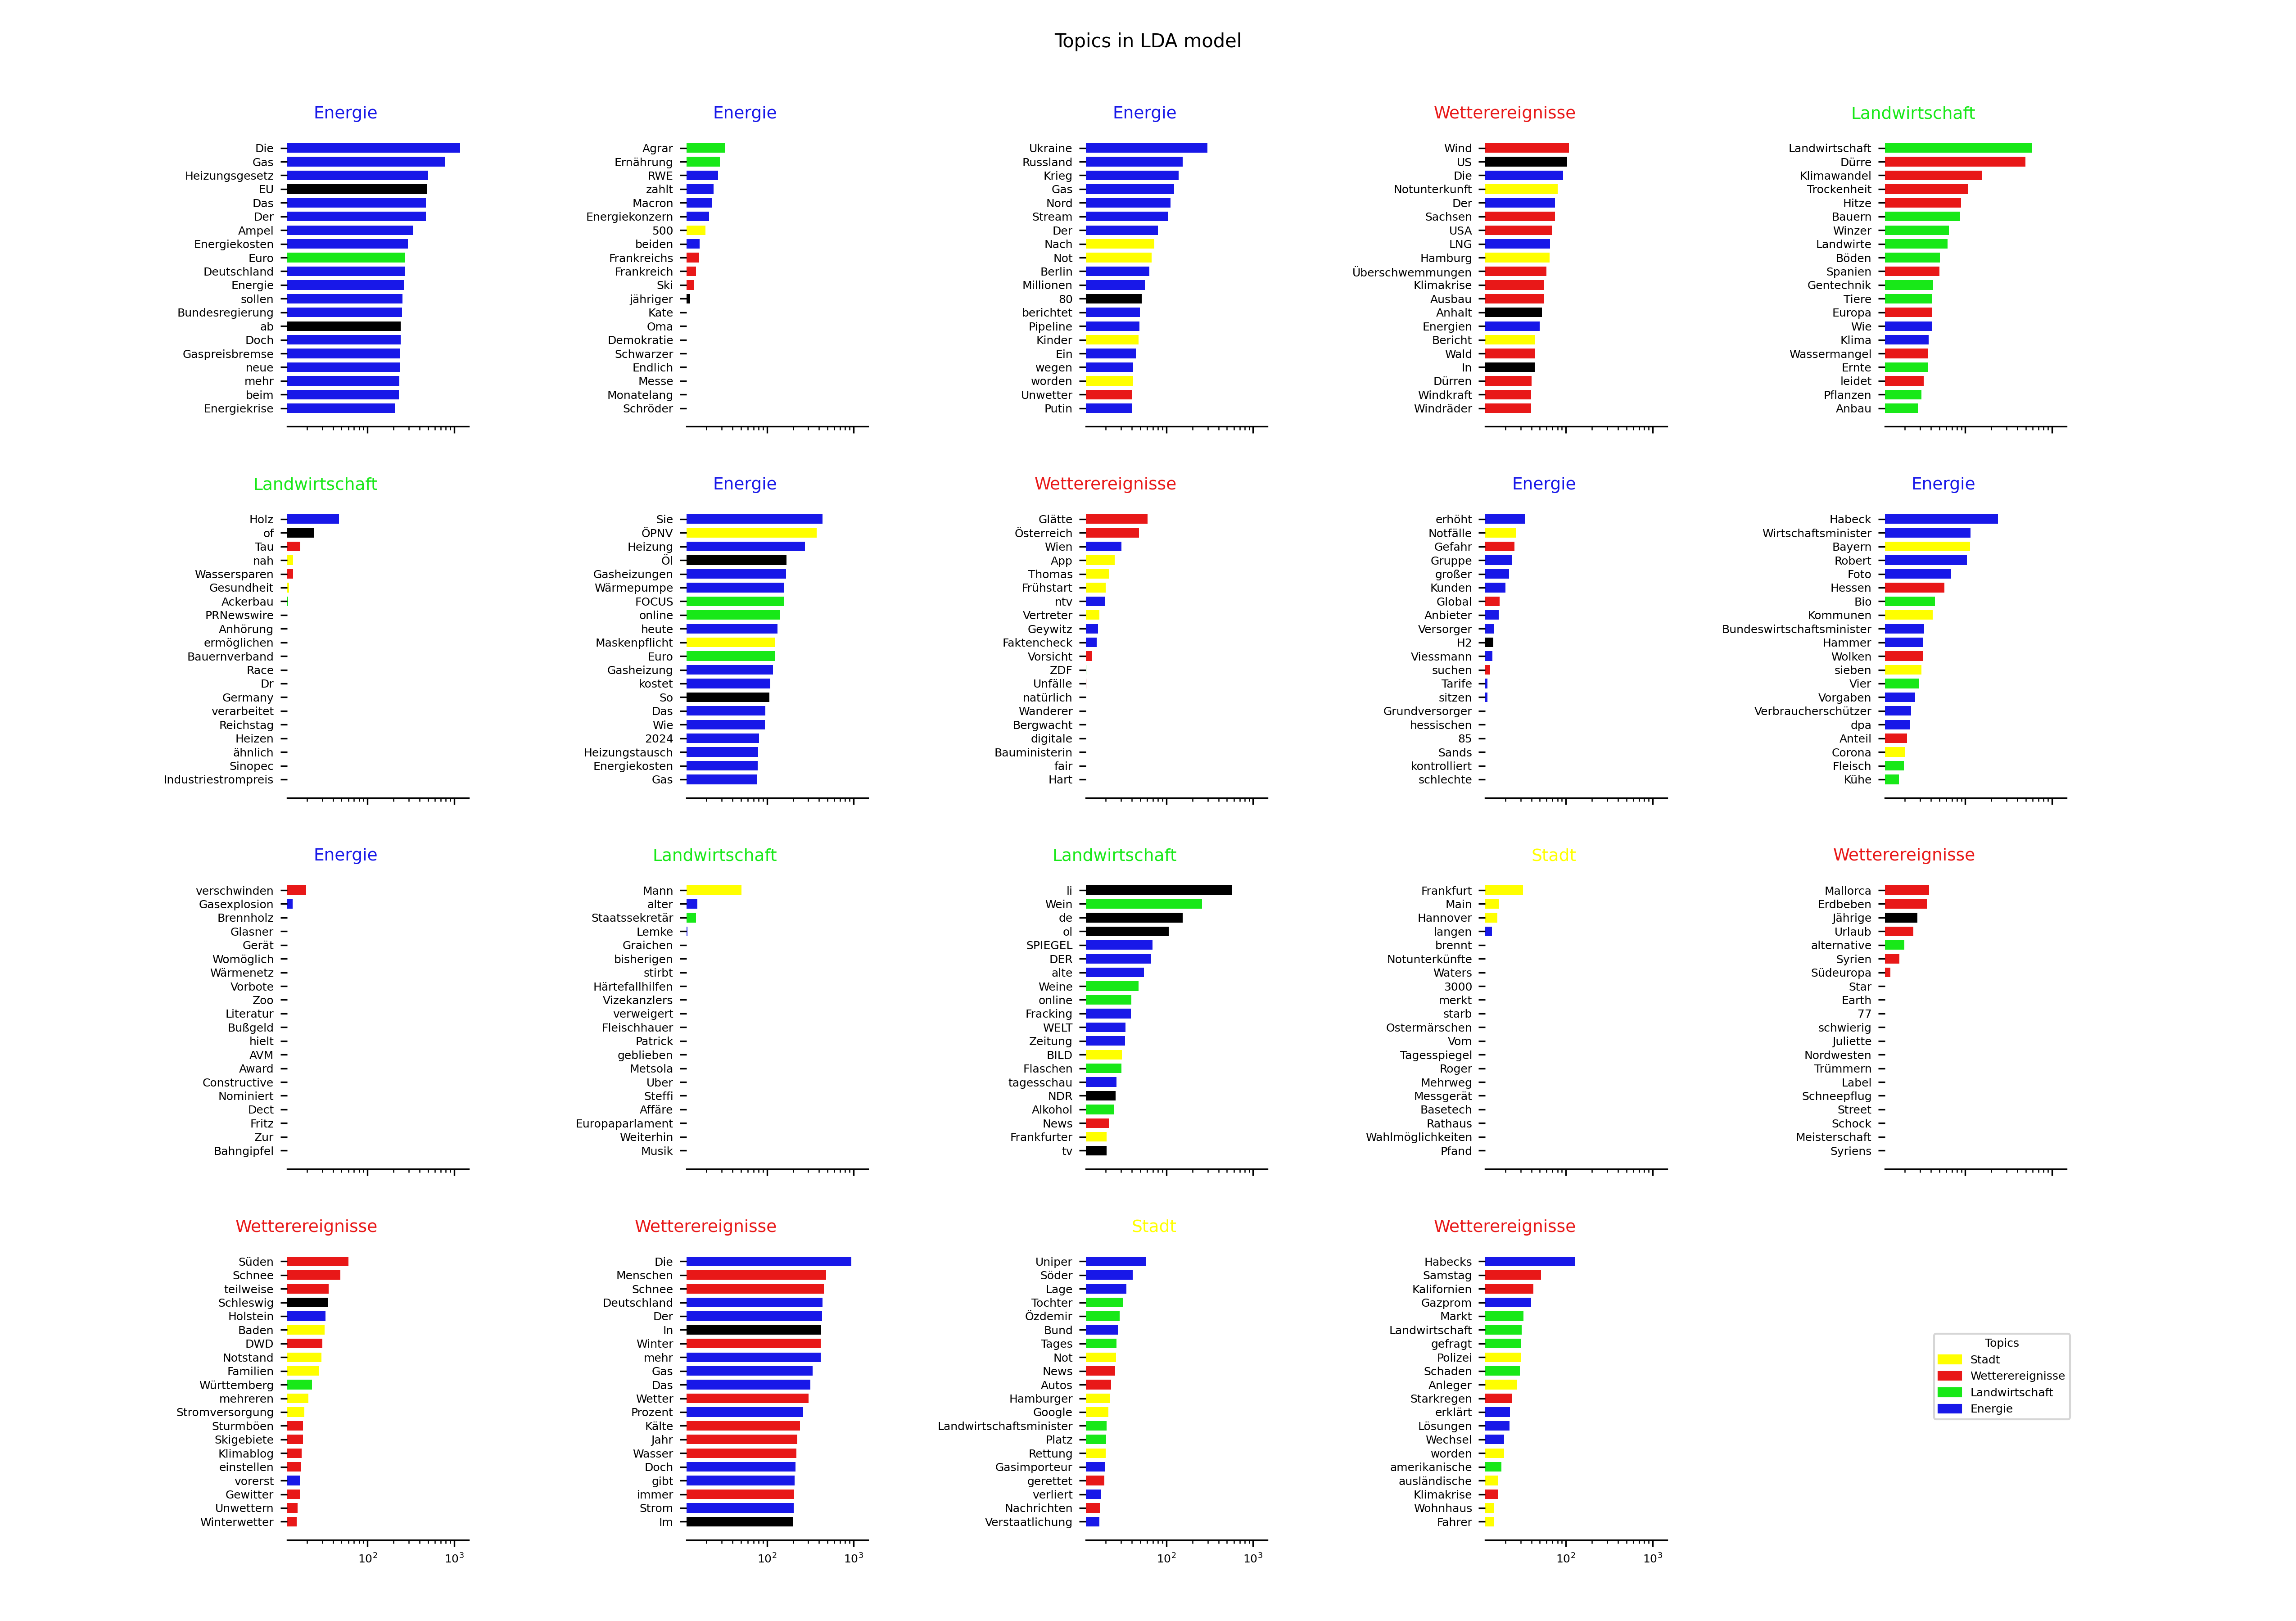 Topics in LDA model
Energie
Die
Gas
Heizungsgesetz
EU
Das
Der
Ampel
Energiekosten
Euro
Deutschland
Energie
sollen
Bundesregierung
ab
Doch
Gaspreisbremse
neue
mehr
beim
Energiekrise
Energie
Agrar
Ernährung
RWE
zahlt
Macron
Energiekonzern
500
beiden
Frankreichs
Frankreich
Ski
jähriger
Kate
Oma
Demokratie
Schwarzer
Endlich
Messe
Monatelang
Schröder
Energie
Ukraine
Russland
Krieg
Gas
Nord
Stream
Der
Nach
Not
Berlin
Millionen
80
berichtet
Pipeline
Kinder
Ein
wegen
worden
Unwetter
Putin
Wetterereignisse
Wind
US
Die
Notunterkunft
Der
Sachsen
USA
LNG
Hamburg
Überschwemmungen
Klimakrise
Ausbau
Anhalt
Energien
Bericht
Wald
In
Dürren
Windkraft
Windräder
Landwirtschaft
Landwirtschaft
Dürre
Klimawandel
Trockenheit
Hitze
Bauern
Winzer
Landwirte
Böden
Spanien
Gentechnik
Tiere
Europa
Wie
Klima
Wassermangel
Ernte
leidet
Pflanzen
Anbau
Landwirtschaft
Holz
of
Tau
nah
Wassersparen
Gesundheit
Ackerbau
PRNewswire
Anhörung
ermöglichen
Bauernverband
Race
Dr
Germany
verarbeitet
Reichstag
Heizen
ähnlich
Sinopec
Industriestrompreis
Energie
Sie
ÖPNV
Heizung
Öl
Gasheizungen
Wärmepumpe
FOCUS
online
heute
Maskenpflicht
Euro
Gasheizung
kostet
So
Das
Wie
2024
Heizungstausch
Energiekosten
Gas
Wetterereignisse
Glätte
Österreich
Wien
App
Thomas
Frühstart
ntv
Vertreter
Geywitz
Faktencheck
Vorsicht
ZDF
Unfälle
natürlich
Wanderer
Bergwacht
digitale
Bauministerin
fair
Hart
Energie
erhöht
Notfälle
Gefahr
Gruppe
großer
Kunden
Global
Anbieter
Versorger
H2
Viessmann
suchen
Tarife
sitzen
Grundversorger
hessischen
85
Sands
kontrolliert
schlechte
Energie
Habeck
Wirtschaftsminister
Bayern
Robert
Foto
Hessen
Bio
Kommunen
Bundeswirtschaftsminister
Hammer
Wolken
sieben
Vier
Vorgaben
Verbraucherschützer
dpa
Anteil
Corona
Fleisch
Kühe
Energie
verschwinden
Gasexplosion
Brennholz
Glasner
Gerät
Womöglich
Wärmenetz
Vorbote
Zoo
Literatur
Bußgeld
hielt
AVM
Award
Constructive
Nominiert
Dect
Fritz
Zur
Bahngipfel
Landwirtschaft
Mann
alter
Staatssekretär
Lemke
Graichen
bisherigen
stirbt
Härtefallhilfen
Vizekanzlers
verweigert
Fleischhauer
Patrick
geblieben
Metsola
Uber
Steffi
Affäre
Europaparlament
Weiterhin
Musik
Landwirtschaft
li
Wein
de
ol
SPIEGEL
DER
alte
Weine
online
Fracking
WELT
Zeitung
BILD
Flaschen
tagesschau
NDR
Alkohol
News
Frankfurter
tv
Stadt
Frankfurt
Main
Hannover
langen
brennt
Notunterkünfte
Waters
3000
merkt
starb
Ostermärschen
Vom
Tagesspiegel
Roger
Mehrweg
Messgerät
Basetech
Rathaus
Wahlmöglichkeiten
Pfand
Wetterereignisse
Mallorca
Erdbeben
Jährige
Urlaub
alternative
Syrien
Südeuropa
Star
Earth
77
schwierig
Juliette
Nordwesten
Trümmern
Label
Schneepflug
Street
Schock
Meisterschaft
Syriens
Wetterereignisse
Süden
Schnee
teilweise
Schleswig
Holstein
Baden
DWD
Notstand
Familien
Württemberg
mehreren
Stromversorgung
Sturmböen
Skigebiete
Klimablog
einstellen
vorerst
Gewitter
Unwettern
Winterwetter
10² 10³
Wetterereignisse
Die
Menschen
Schnee
Deutschland
Der
In
Winter
mehr
Gas
Das
Wetter
Prozent
Kälte
Jahr
Wasser
Doch
gibt
immer
Strom
Im
10² 10³
Stadt
Uniper
Söder
Lage
Tochter
Özdemir
Bund
Tages
Not
News
Autos
Hamburger
Google
Landwirtschaftsminister
Platz
Rettung
Gasimporteur
gerettet
verliert
Nachrichten
Verstaatlichung
10² 10³
Wetterereignisse
Habecks
Samstag
Kalifornien
Gazprom
Markt
Landwirtschaft
gefragt
Polizei
Schaden
Anleger
Starkregen
erklärt
Lösungen
Wechsel
worden
amerikanische
ausländische
Klimakrise
Wohnhaus
Fahrer
10² 10³
Topics
Stadt
Wetterereignisse
Landwirtschaft
Energie